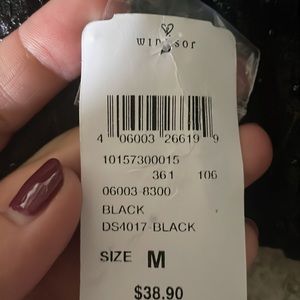 windsor
4 06003 26619 9
10157300015
361 106
06003-8300
BLACK
DS4017-BLACK
SIZE M
$38.90